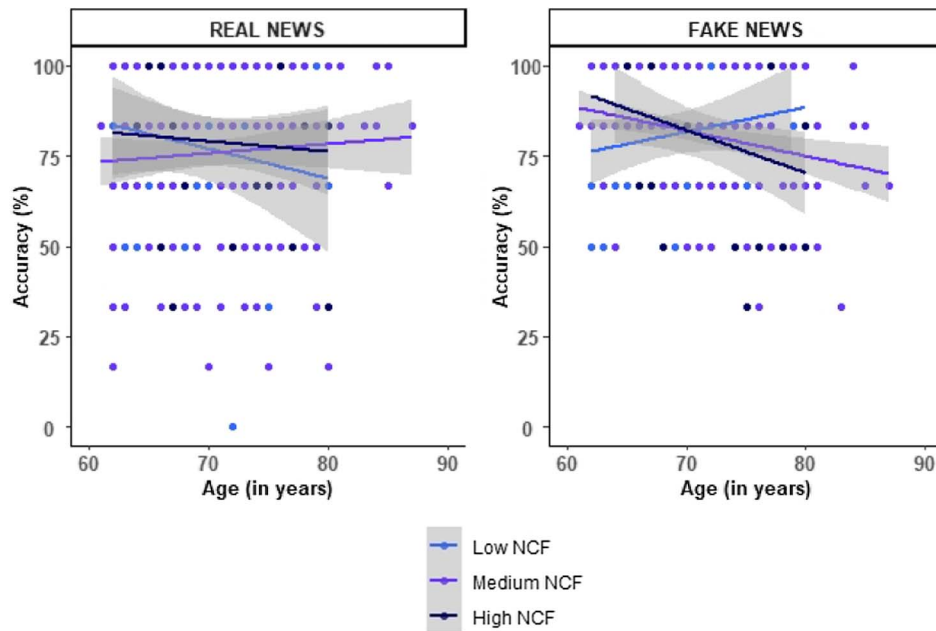 REAL NEWS
FAKE NEWS
Accuracy (%)
100
75
50
25
0
60
70
80
90
Age (in years)
Accuracy (%)
100
75
50
25
0
60
70
80
90
Age (in years)
Low NCF
Medium NCF
High NCF